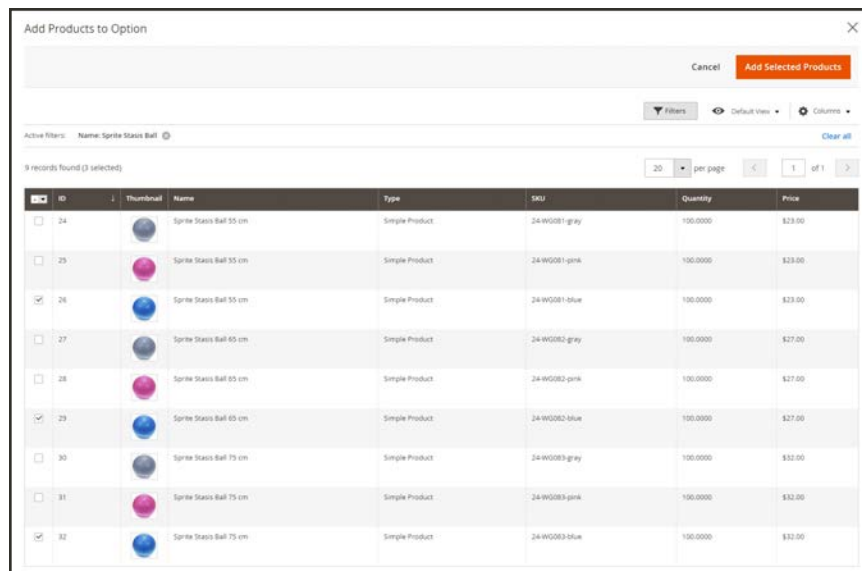 Add Products to Option
Cancel Add Selected Products
Filters Default View Columns
Active filters: Name: Sprite Stasis Ball Clear all
9 records found (3 selected) 20 per page 1 of 1
ID Thumbnail Name Type SKU Quantity Price
24 Sprite Stasis Ball 55 cm Simple Product 24-WG081-gray 100.0000 $23.00
25 Sprite Stasis Ball 55 cm Simple Product 24-WG081-pink 100.0000 $23.00
26 Sprite Stasis Ball 55 cm Simple Product 24-WG081-blue 100.0000 $23.00
27 Sprite Stasis Ball 65 cm Simple Product 24-WG082-gray 100.0000 $27.00
28 Sprite Stasis Ball 65 cm Simple Product 24-WG082-pink 100.0000 $27.00
29 Sprite Stasis Ball 65 cm Simple Product 24-WG082-blue 100.0000 $27.00
30 Sprite Stasis Ball 75 cm Simple Product 24-WG083-gray 100.0000 $32.00
31 Sprite Stasis Ball 75 cm Simple Product 24-WG083-pink 100.0000 $32.00
32 Sprite Stasis Ball 75 cm Simple Product 24-WG083-blue 100.0000 $32.00